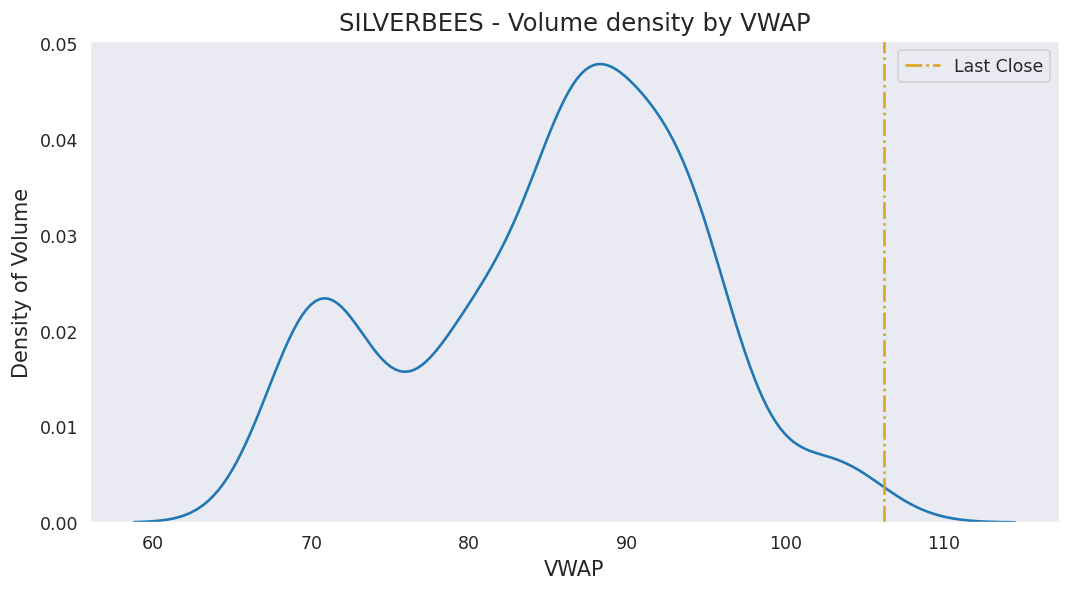 SILVERBEES - Volume density by VWAP
Last Close
Density of Volume
0.05
0.04
0.03
0.02
0.01
0.00
60 70 80 90 100 110
VWAP